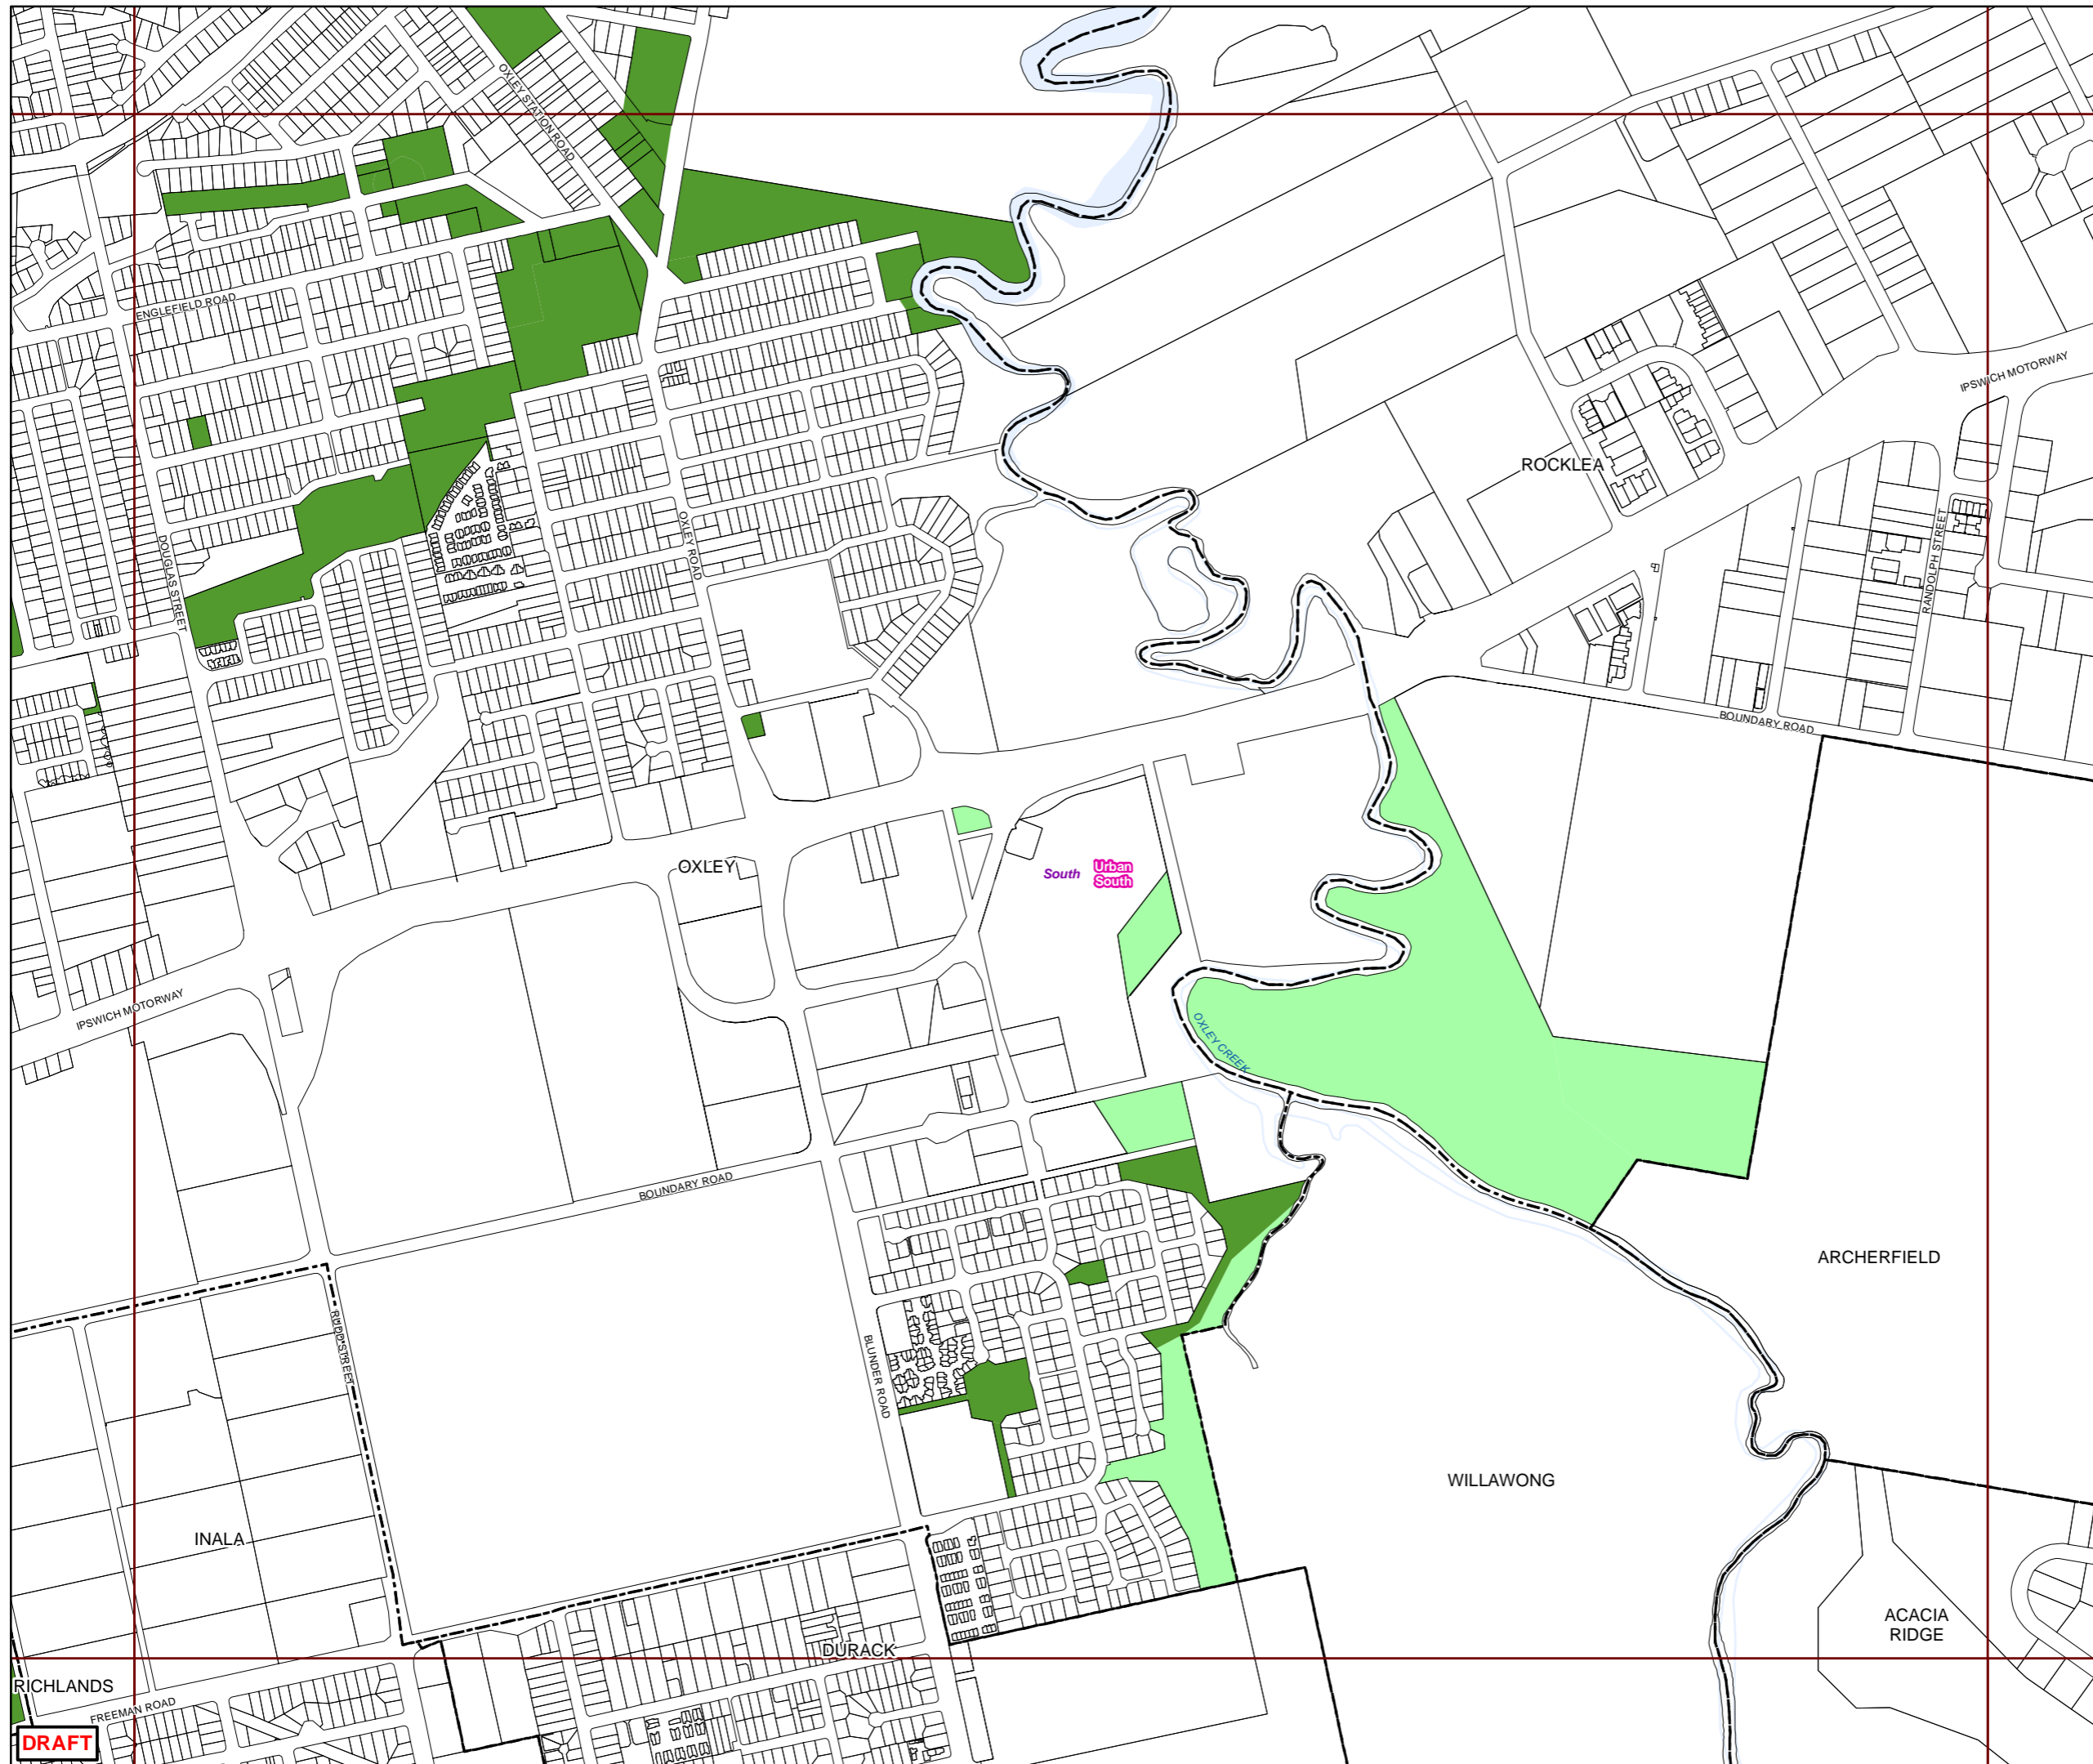 OXLEY STATION ROAD
ENGLEFIELD ROAD
IPSWICH MOTORWAY
ROCKLEA
OXLEY ROAD
RANDOLPH STREET
DOUGLAS STREET
BOUNDARY ROAD
OXLEY
South
Urban
South
IPSWICH MOTORWAY
OXLEY CREEK
BOUNDARY ROAD
ARCHERFIELD
RUDD STREET
BLUNDER ROAD
WILLAWONG
INALA
ACACIA
RIDGE
DURACK
RICHLANDS
FREEMAN ROAD
DRAFT